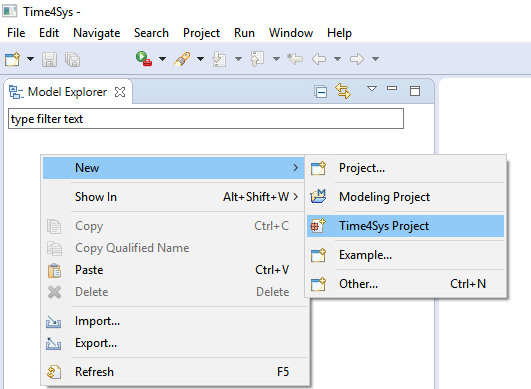 Time4Sys -
File Edit Navigate Search Project Run Window Help
Model Explorer
type filter text
New
Show In Alt+Shift+W
Copy Ctrl+C
Copy Qualified Name
Paste Ctrl+V
Delete Delete
Import...
Export...
Refresh F5
Project...
Modeling Project
Time4Sys Project
Example...
Other... Ctrl+N